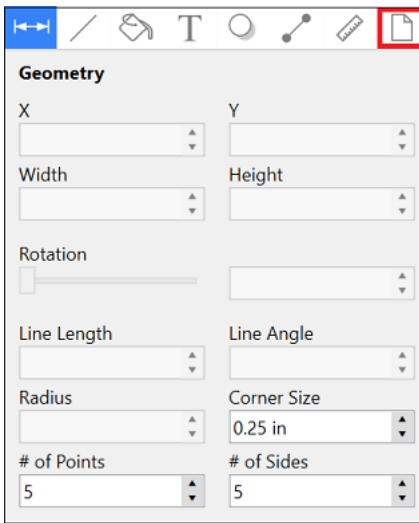 T
Geometry
X Y
Width Height
Rotation
Line Length Line Angle
Radius Corner Size
0.25 in
# of Points # of Sides
5 5